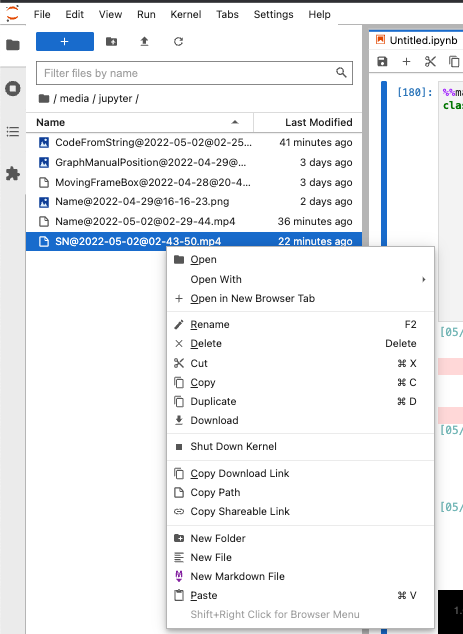 File Edit View Run Kernel Tabs Settings Help
Untitled.ipynb
Filter files by name
/ media / jupyter /
[180]: %%ma
clas
Name Last Modified
CodeFromString@2022-05-02@02-25... 41 minutes ago
GraphManualPosition@2022-04-29@... 3 days ago
MovingFrameBox@2022-04-28@20-4... 3 days ago
Name@2022-04-29@16-16-23.png 2 days ago
Name@2022-05-02@02-29-44.mp4 36 minutes ago
SN@2022-05-02@02-43-50.mp4 22 minutes ago
Open
Open With
Open in New Browser Tab
Rename F2
[05/
Delete Delete
Cut ⌘ X
Copy ⌘ C
Duplicate ⌘ D
Download
[05/
Shut Down Kernel
Copy Download Link
Copy Path
Copy Shareable Link
[05/
New Folder
New File
New Markdown File
Paste ⌘ V
1.
Shift+Right Click for Browser Menu